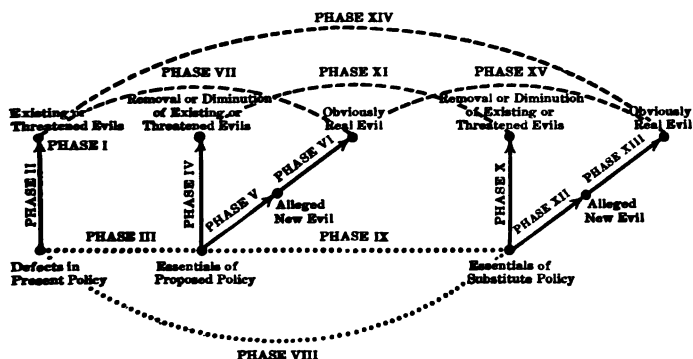 PHASE XIV
PHASE VII
PHASE XI
PHASE XV
Existing or
Threatened Evils
Removal or Diminution
of Existing or
Threatened Evils
Obviously
Real Evil
Removal or Diminution
of Existing or
Threatened Evils
Obviously
Real Evil
PHASE I
PHASE II
PHASE IV
PHASE V
PHASE VI
Alleged
New Evil
PHASE X
PHASE XII
PHASE XIII
Alleged
New Evil
PHASE III
PHASE IX
Defects in
Present Policy
Essentials of
Proposed Policy
Essentials of
Substitute Policy
PHASE VIII